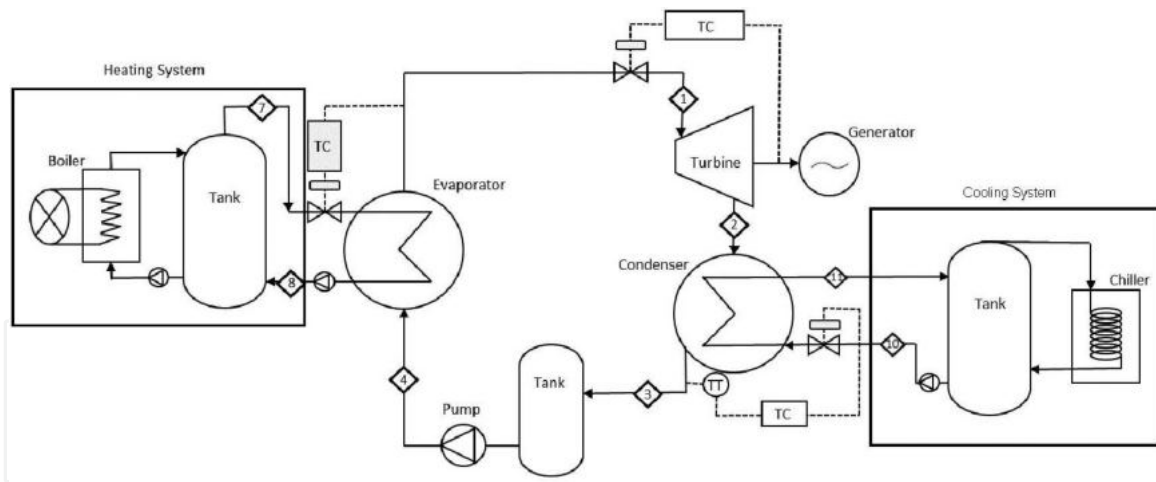 TC
1
Heating System
7
Boiler
Tank
TC
Evaporator
Turbine
Generator
8
2
Cooling System
Condenser
11
Tank
Chiller
10
4
Tank
3
TT
TC
Pump